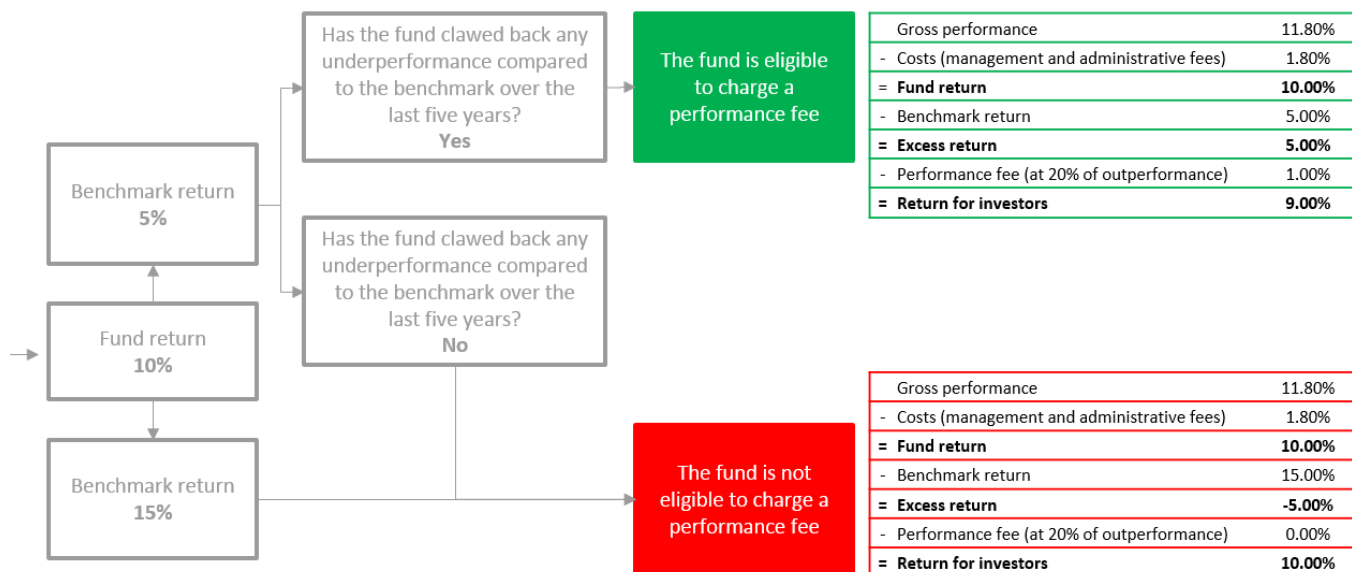 Has the fund clawed back any
underperformance compared
to the benchmark over the
last five years?
Yes
The fund is eligible
to charge a
performance fee
Gross performance 11.80%
- Costs (management and administrative fees) 1.80%
= Fund return 10.00%
- Benchmark return 5.00%
= Excess return 5.00%
- Performance fee (at 20% of outperformance) 1.00%
= Return for investors 9.00%
Benchmark return
5%
Has the fund clawed back any
underperformance compared
to the benchmark over the
last five years?
No
Fund return
10%
Benchmark return
15%
The fund is not
eligible to charge a
performance fee
Gross performance 11.80%
- Costs (management and administrative fees) 1.80%
= Fund return 10.00%
- Benchmark return 15.00%
= Excess return -5.00%
- Performance fee (at 20% of outperformance) 0.00%
= Return for investors 10.00%